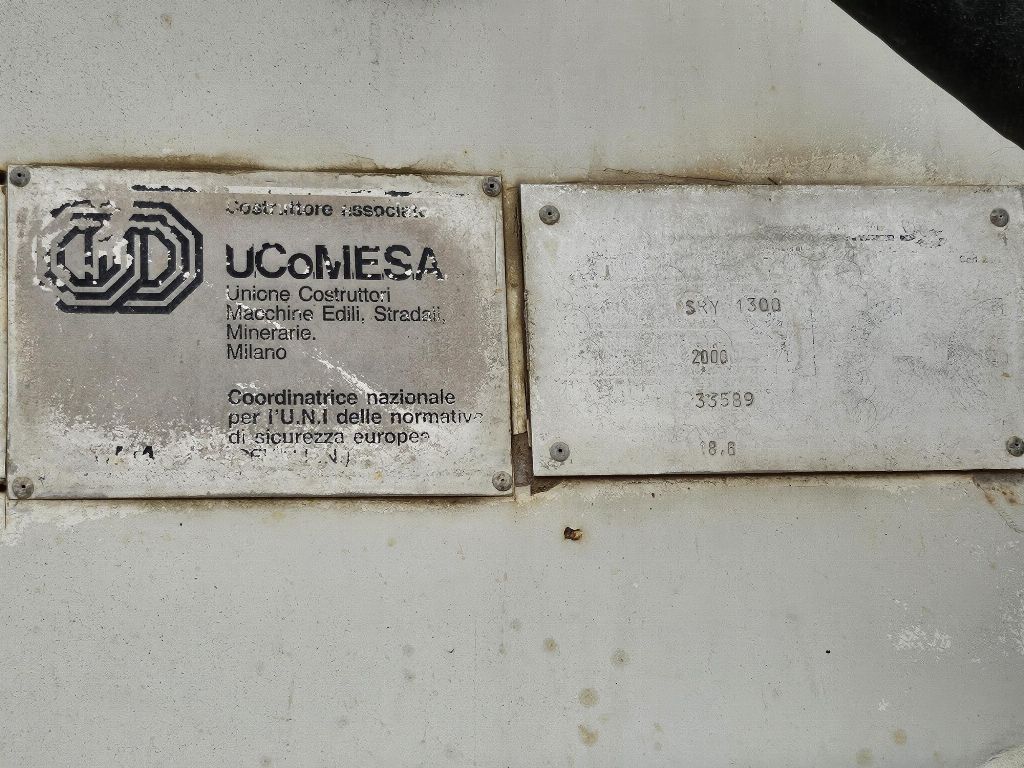 Costruttore associato
UCoMESA
Unione Costruttori
Macchine Edili, Stradali,
Minerarie.
Milano
Coordinatrice nazionale
per l'U.N.I delle normative
di sicurezza europea
SRY 1300
2000
33589
18,6